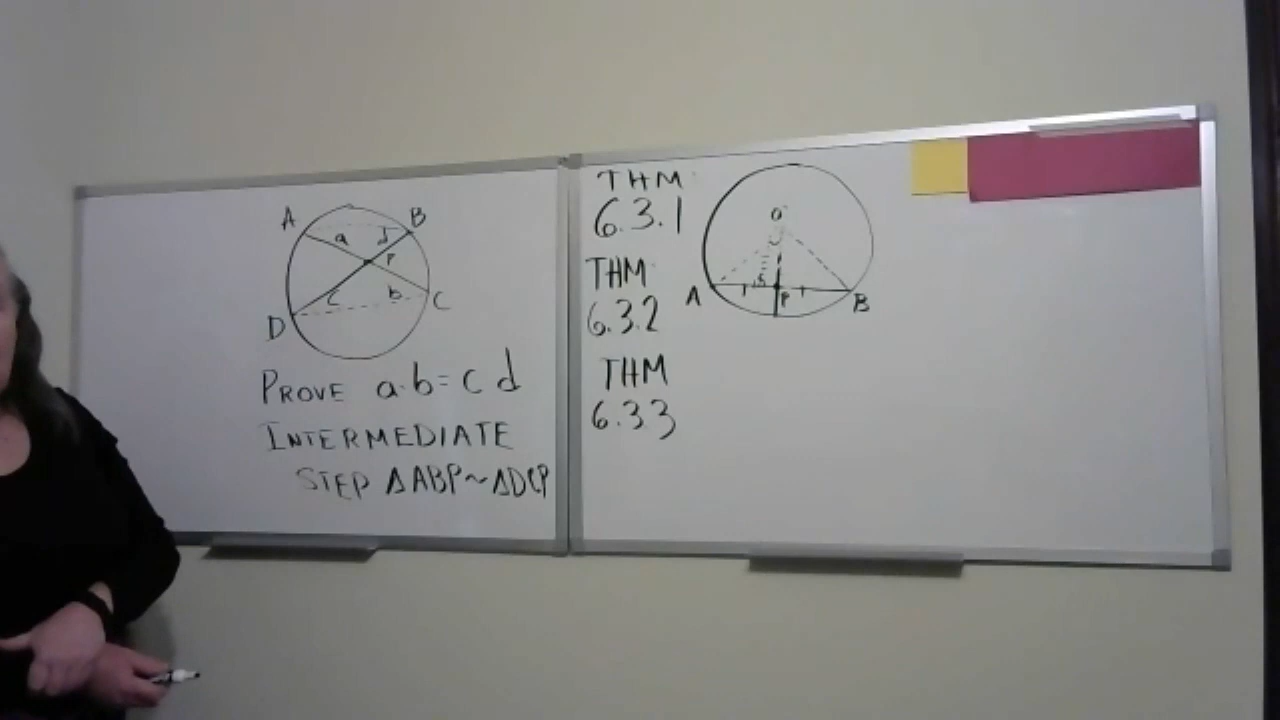 A
B
a
d
P
c
b
C
D
PROVE a·b=c d
INTERMEDIATE
STEP ΔABP~ΔDCP
THM
6.3.1
THM
6.3.2
THM
6.3.3
O
A
P
B